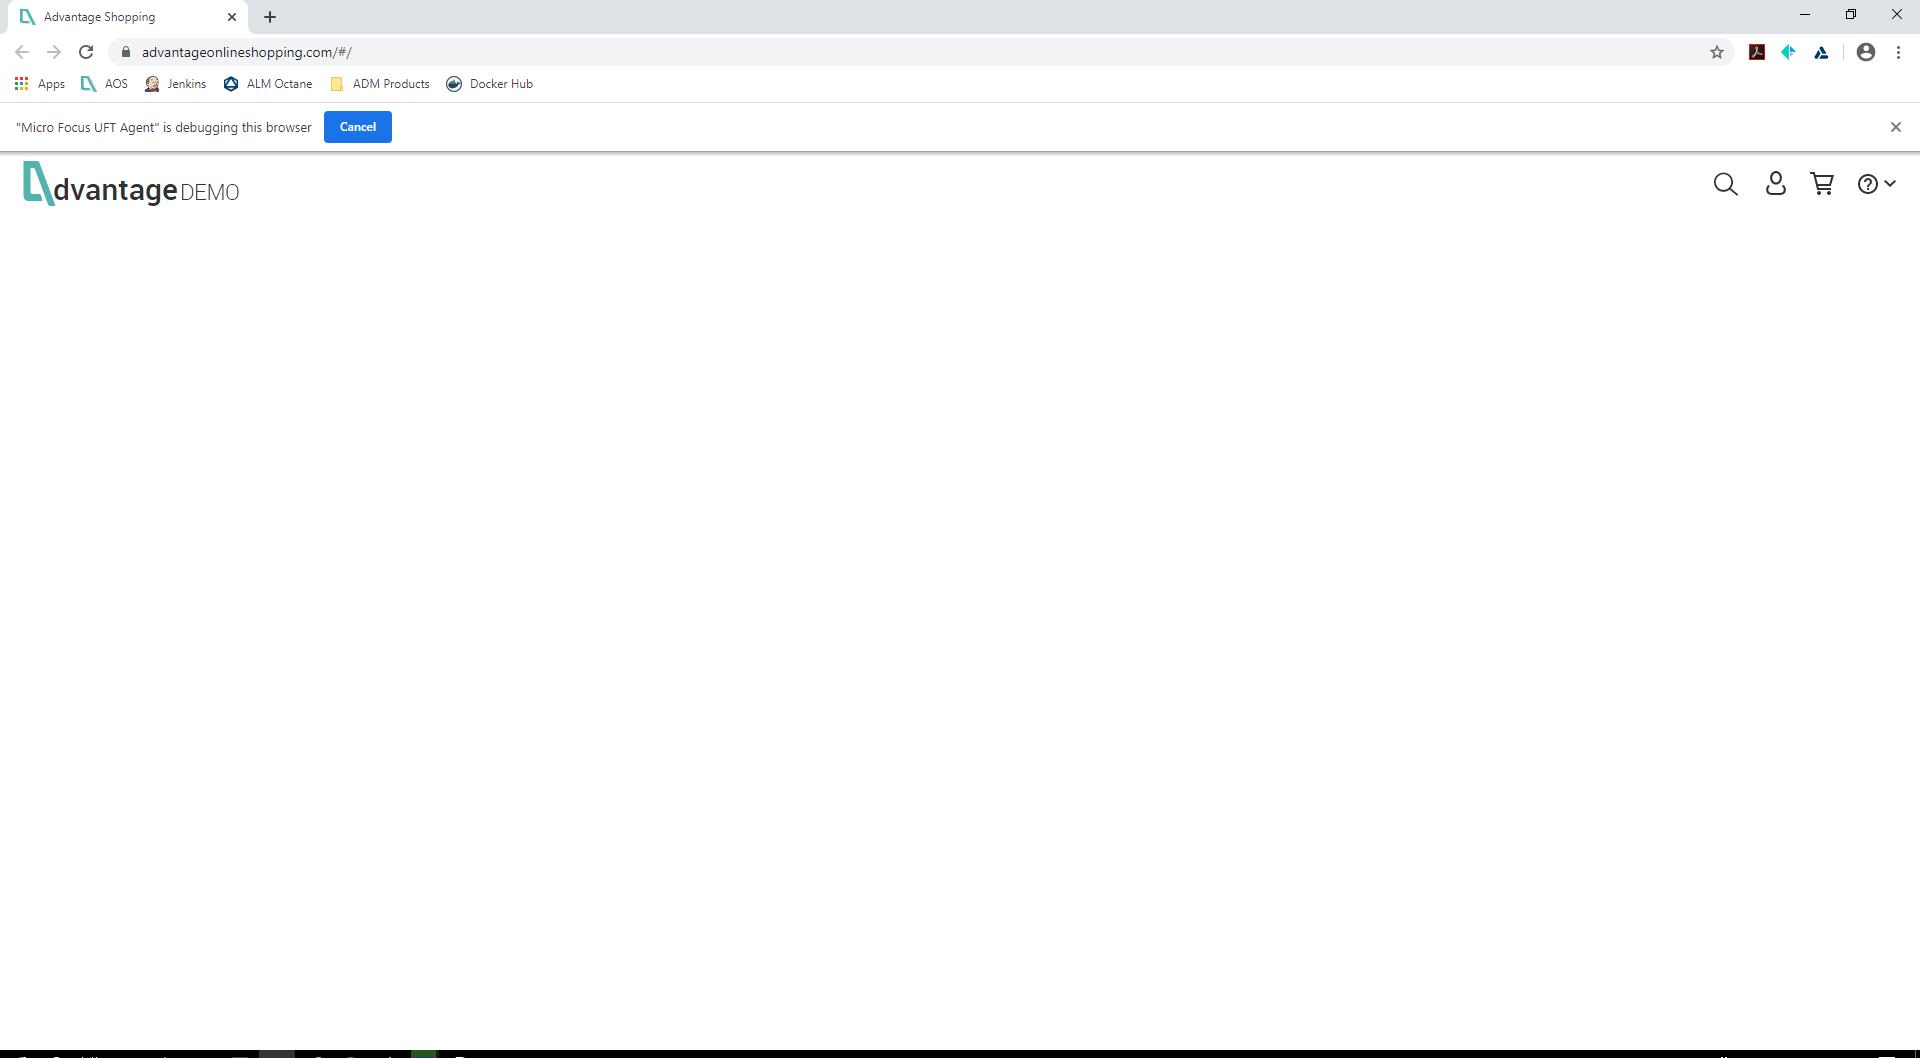 Advantage Shopping
advantageonlineshopping.com/#/
Apps AOS Jenkins ALM Octane ADM Products Docker Hub
"Micro Focus UFT Agent" is debugging this browser Cancel
dvantage DEMO